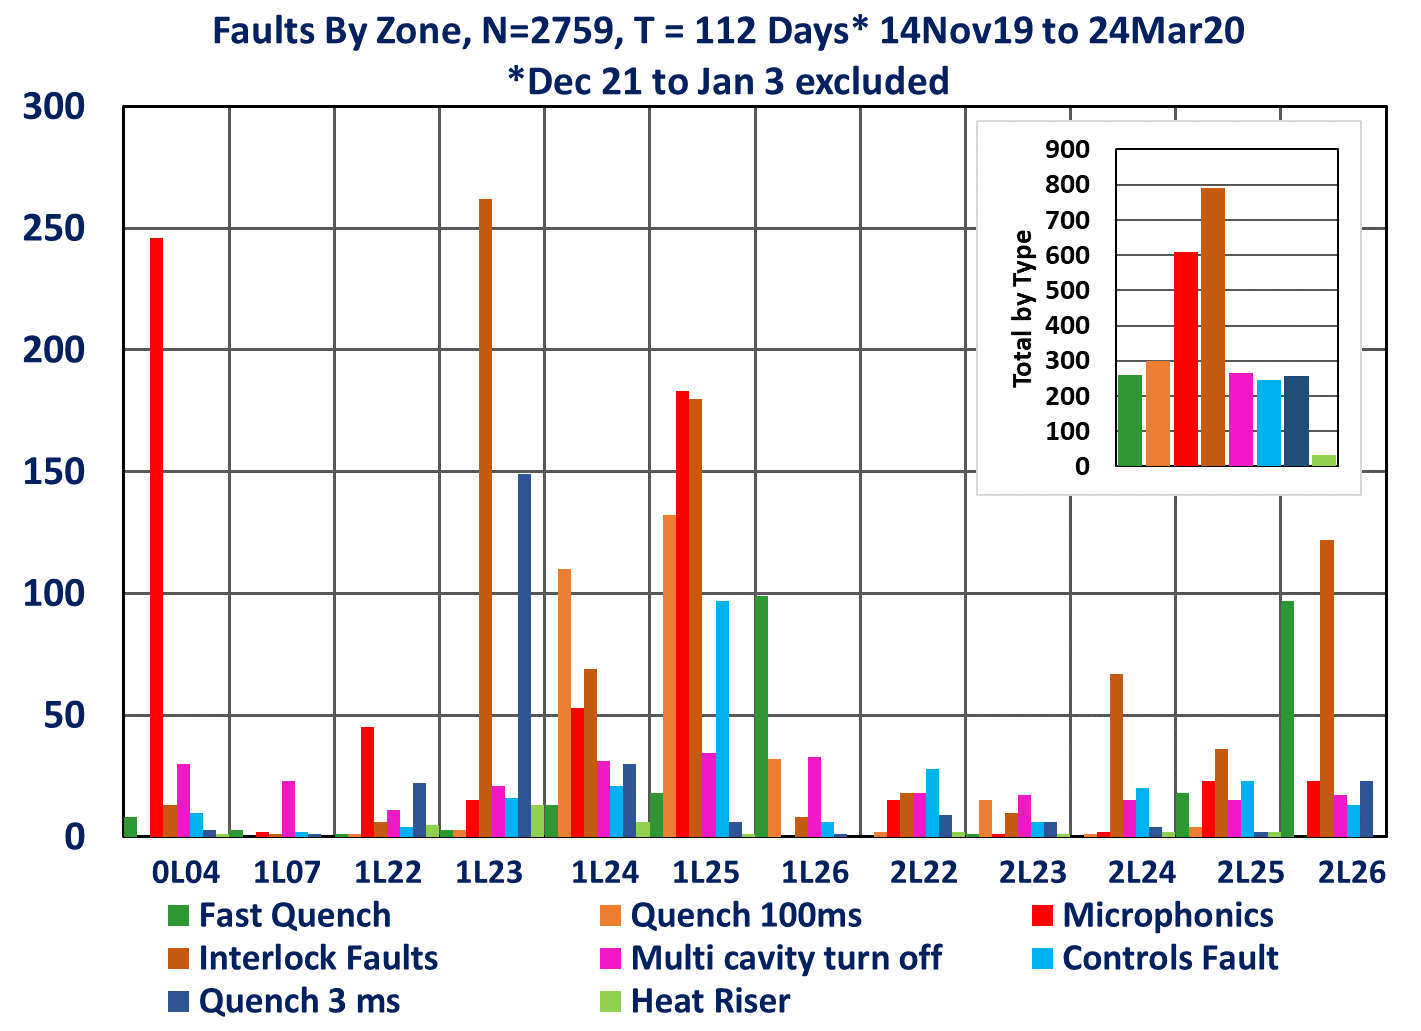 Faults By Zone, N=2759, T = 112 Days* 14Nov19 to 24Mar20
*Dec 21 to Jan 3 excluded
300
250
200
150
100
50
0
900
800
700
600
500
400
300
200
100
0
Total by Type
0L04 1L07 1L22 1L23 1L24 1L25 1L26 2L22 2L23 2L24 2L25 2L26
Fast Quench Quench 100ms Microphonics
Interlock Faults Multi cavity turn off Controls Fault
Quench 3 ms Heat Riser